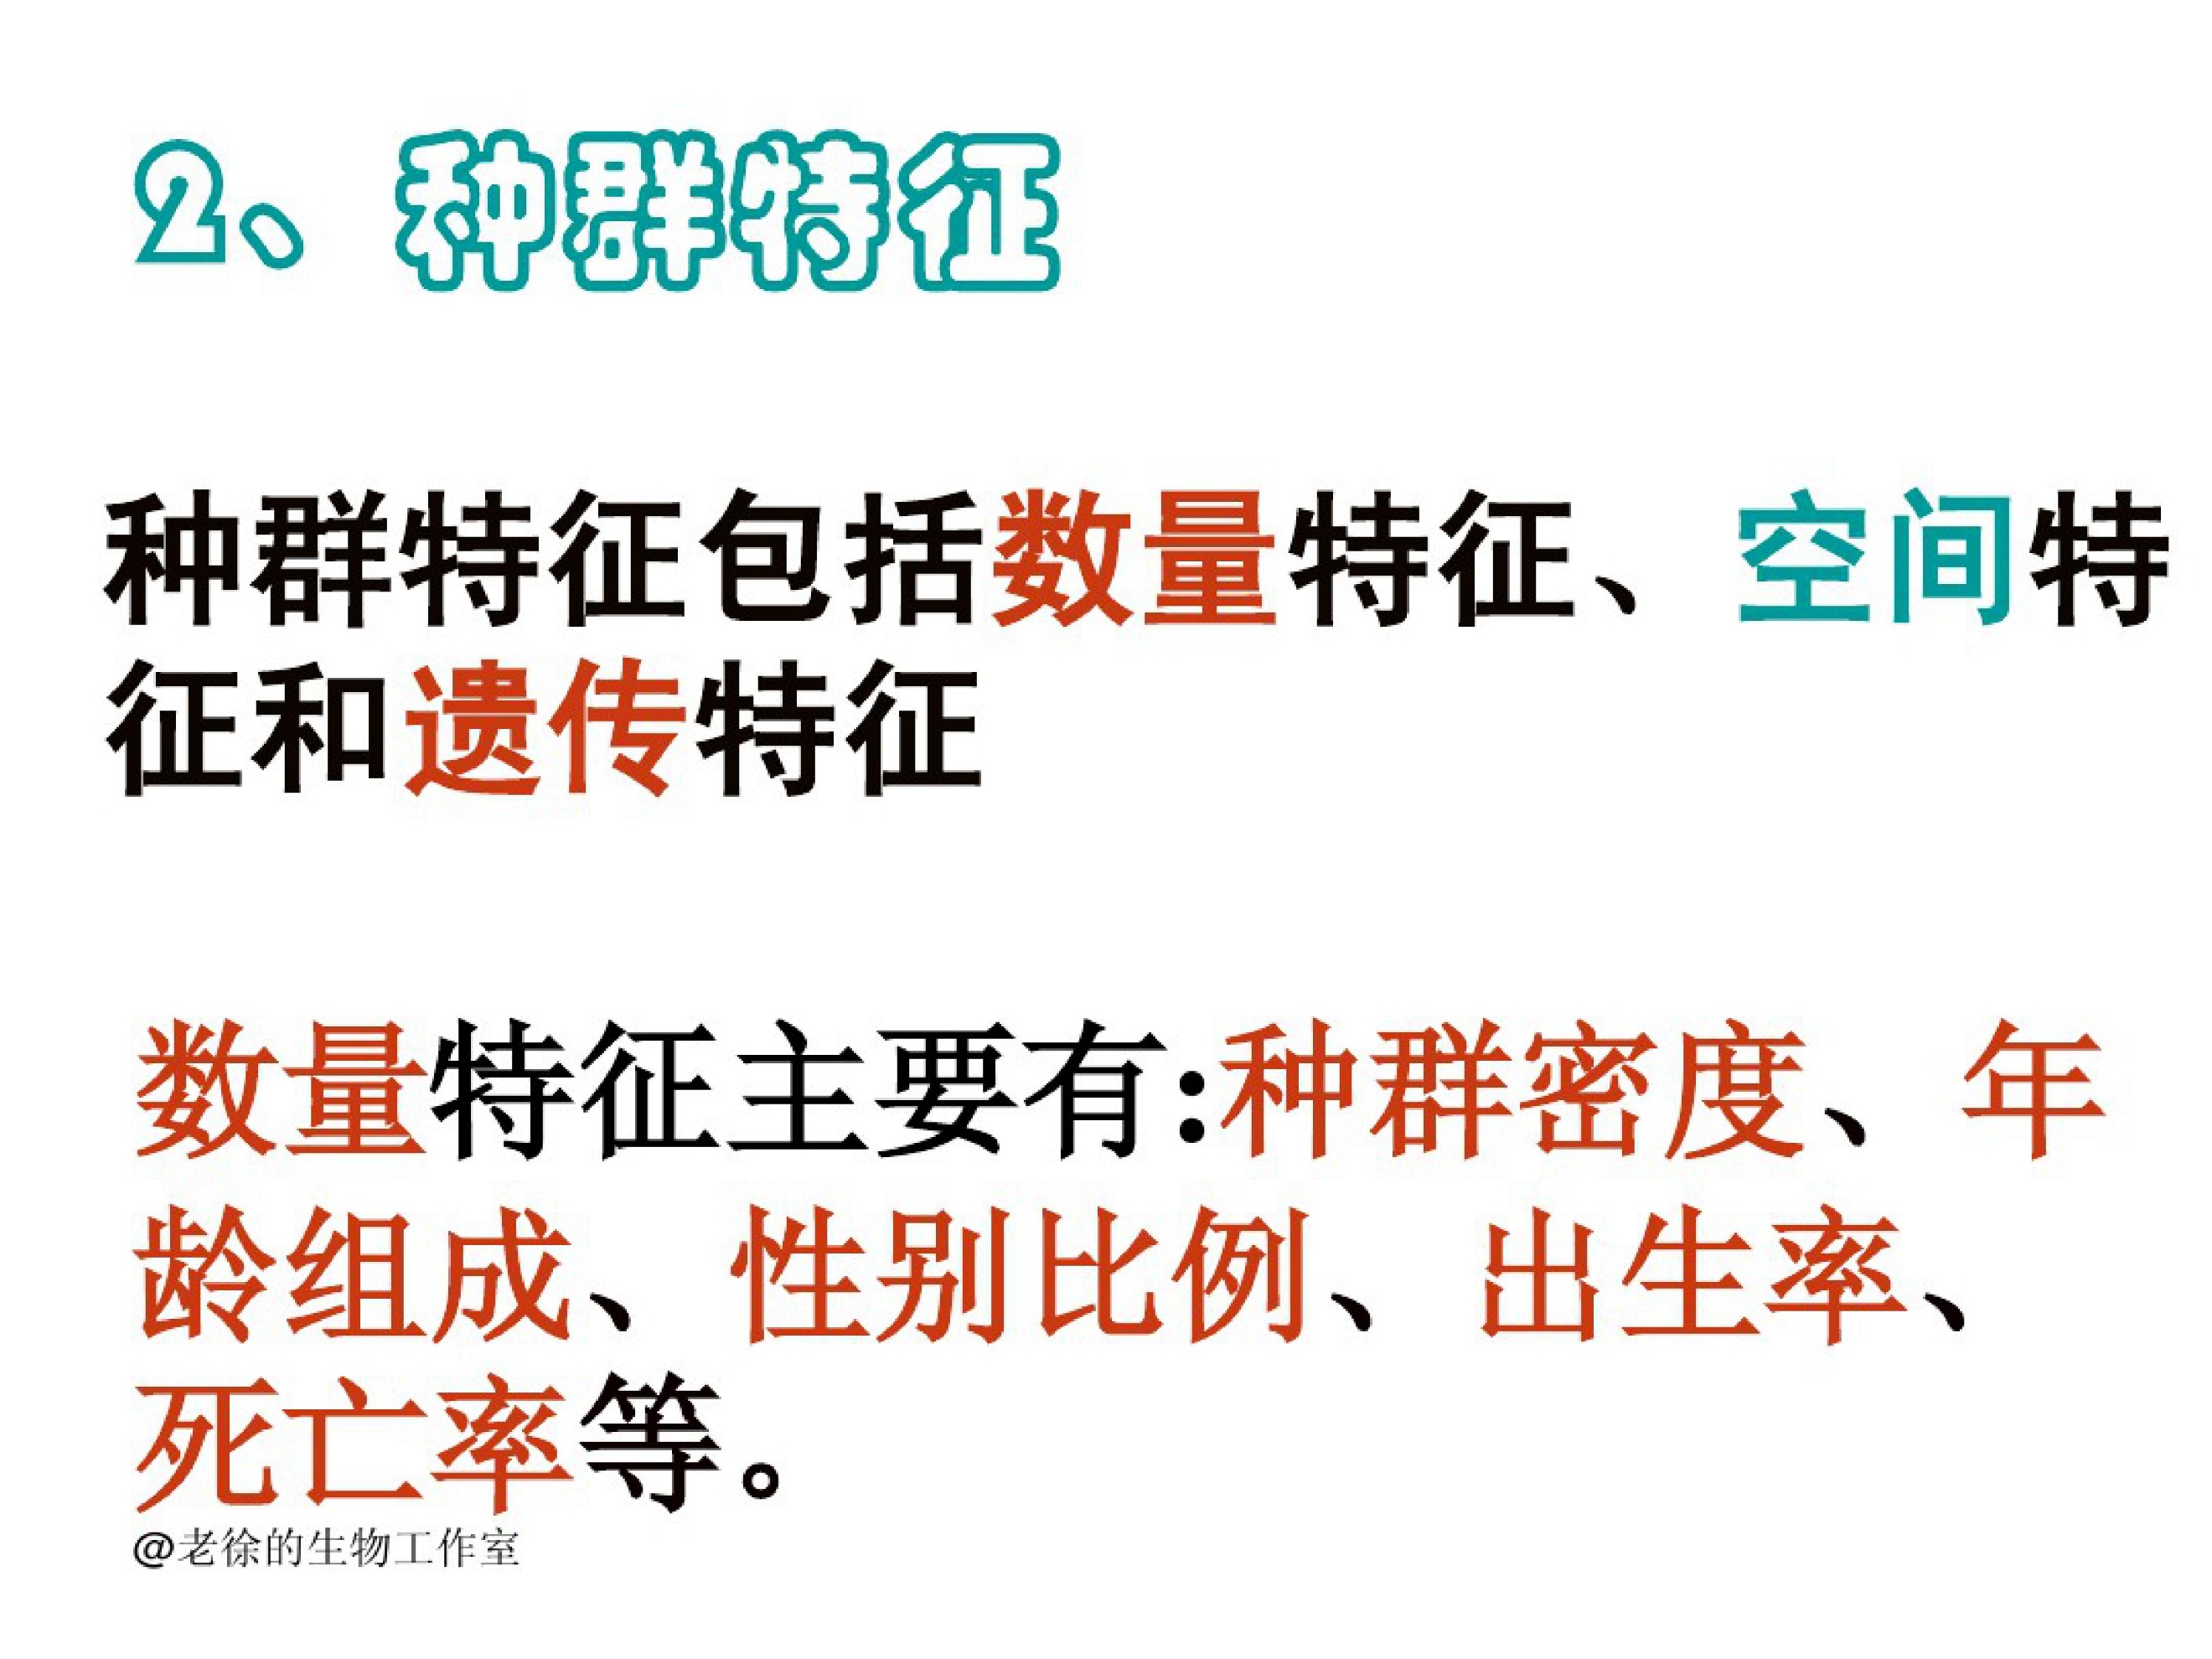 2、种群特征
种群特征包括数量特征、空间特
征和遗传特征
数量特征主要有:种群密度、年
龄组成、性别比例、出生率、
死亡率等。
@老徐的生物工作室